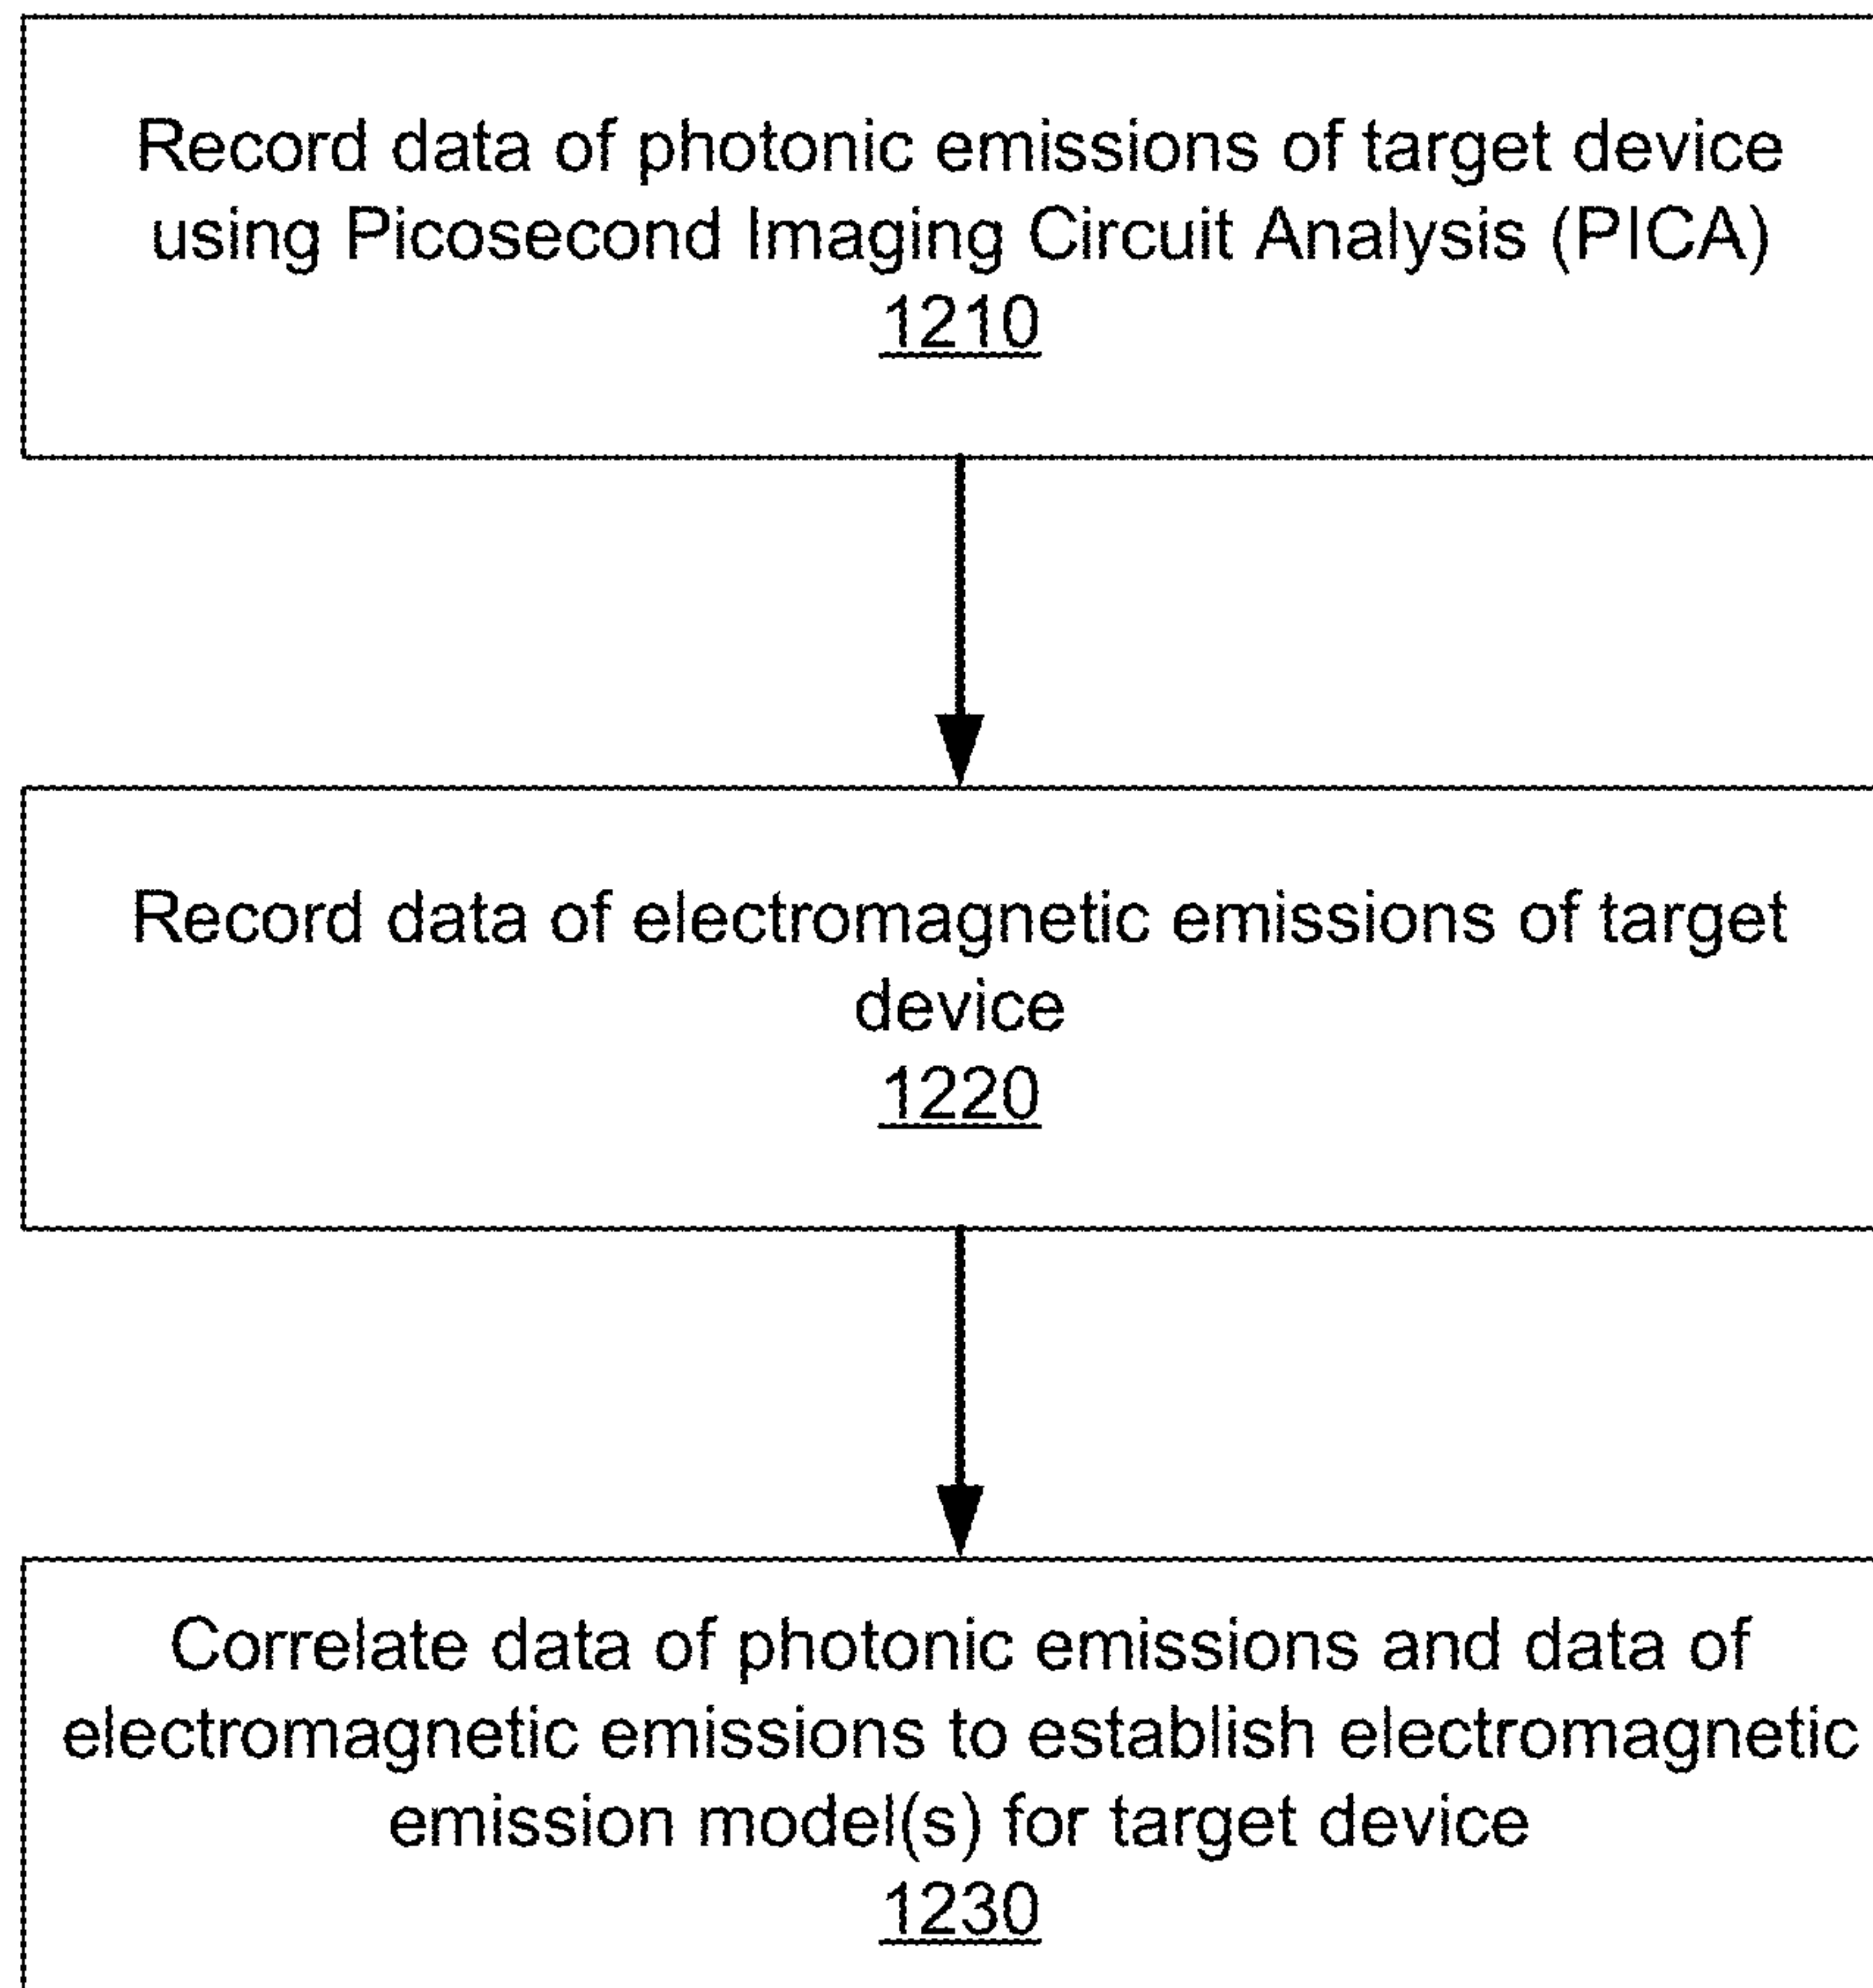 Record data of photonic emissions of target device
using Picosecond Imaging Circuit Analysis (PICA)
1210
Record data of electromagnetic emissions of target
device
1220
Correlate data of photonic emissions and data of
electromagnetic emissions to establish electromagnetic
emission model(s) for target device
1230